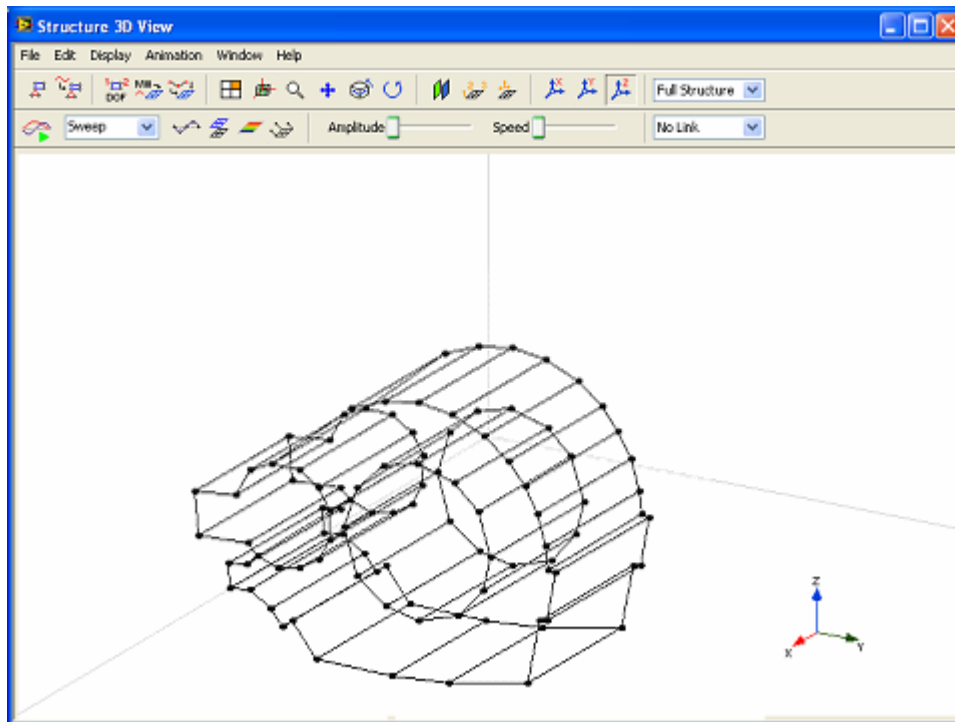 Structure 3D View
File Edit Display Animation Window Help
DOF
Full Structure
Sweep Amplitude Speed No Link
Z
X Y